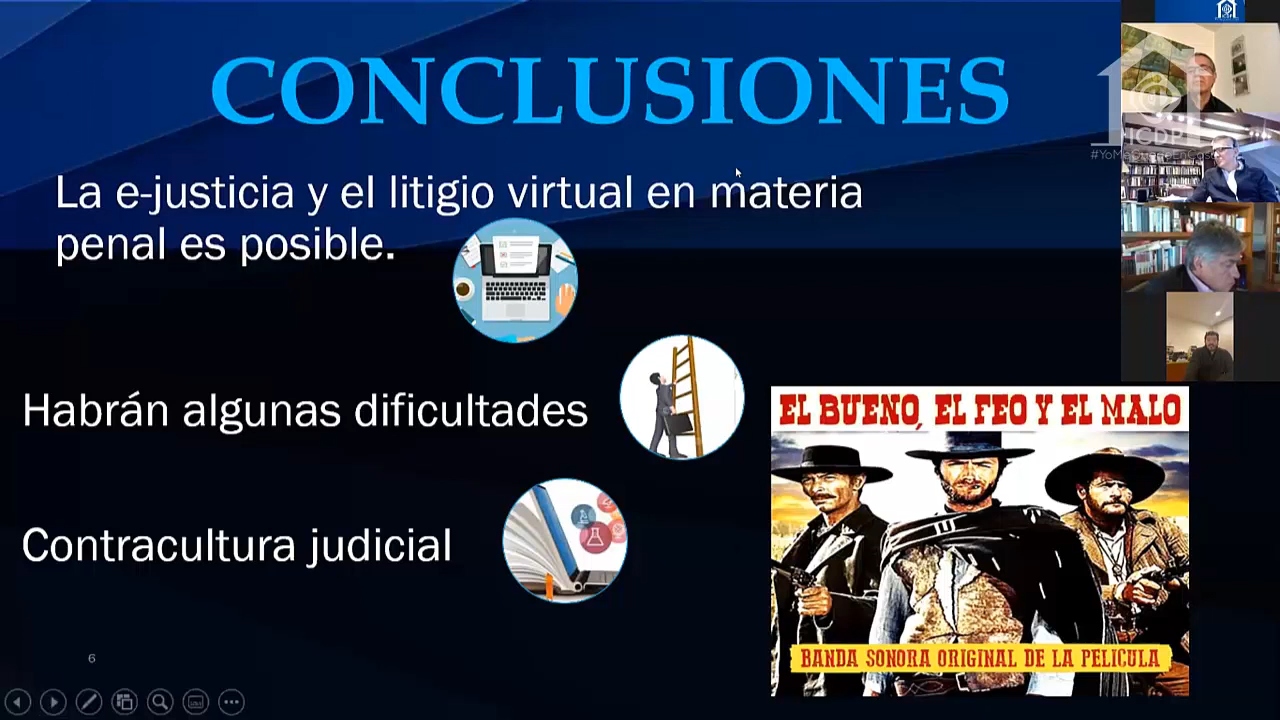 CONCLUSIONES
La e-justicia y el litigio virtual en materia
penal es posible.
Habrán algunas dificultades
Contracultura judicial
EL BUENO, EL FEO Y EL MALO
BANDA SONORA ORIGINAL DE LA PELICULA
6
ICDP